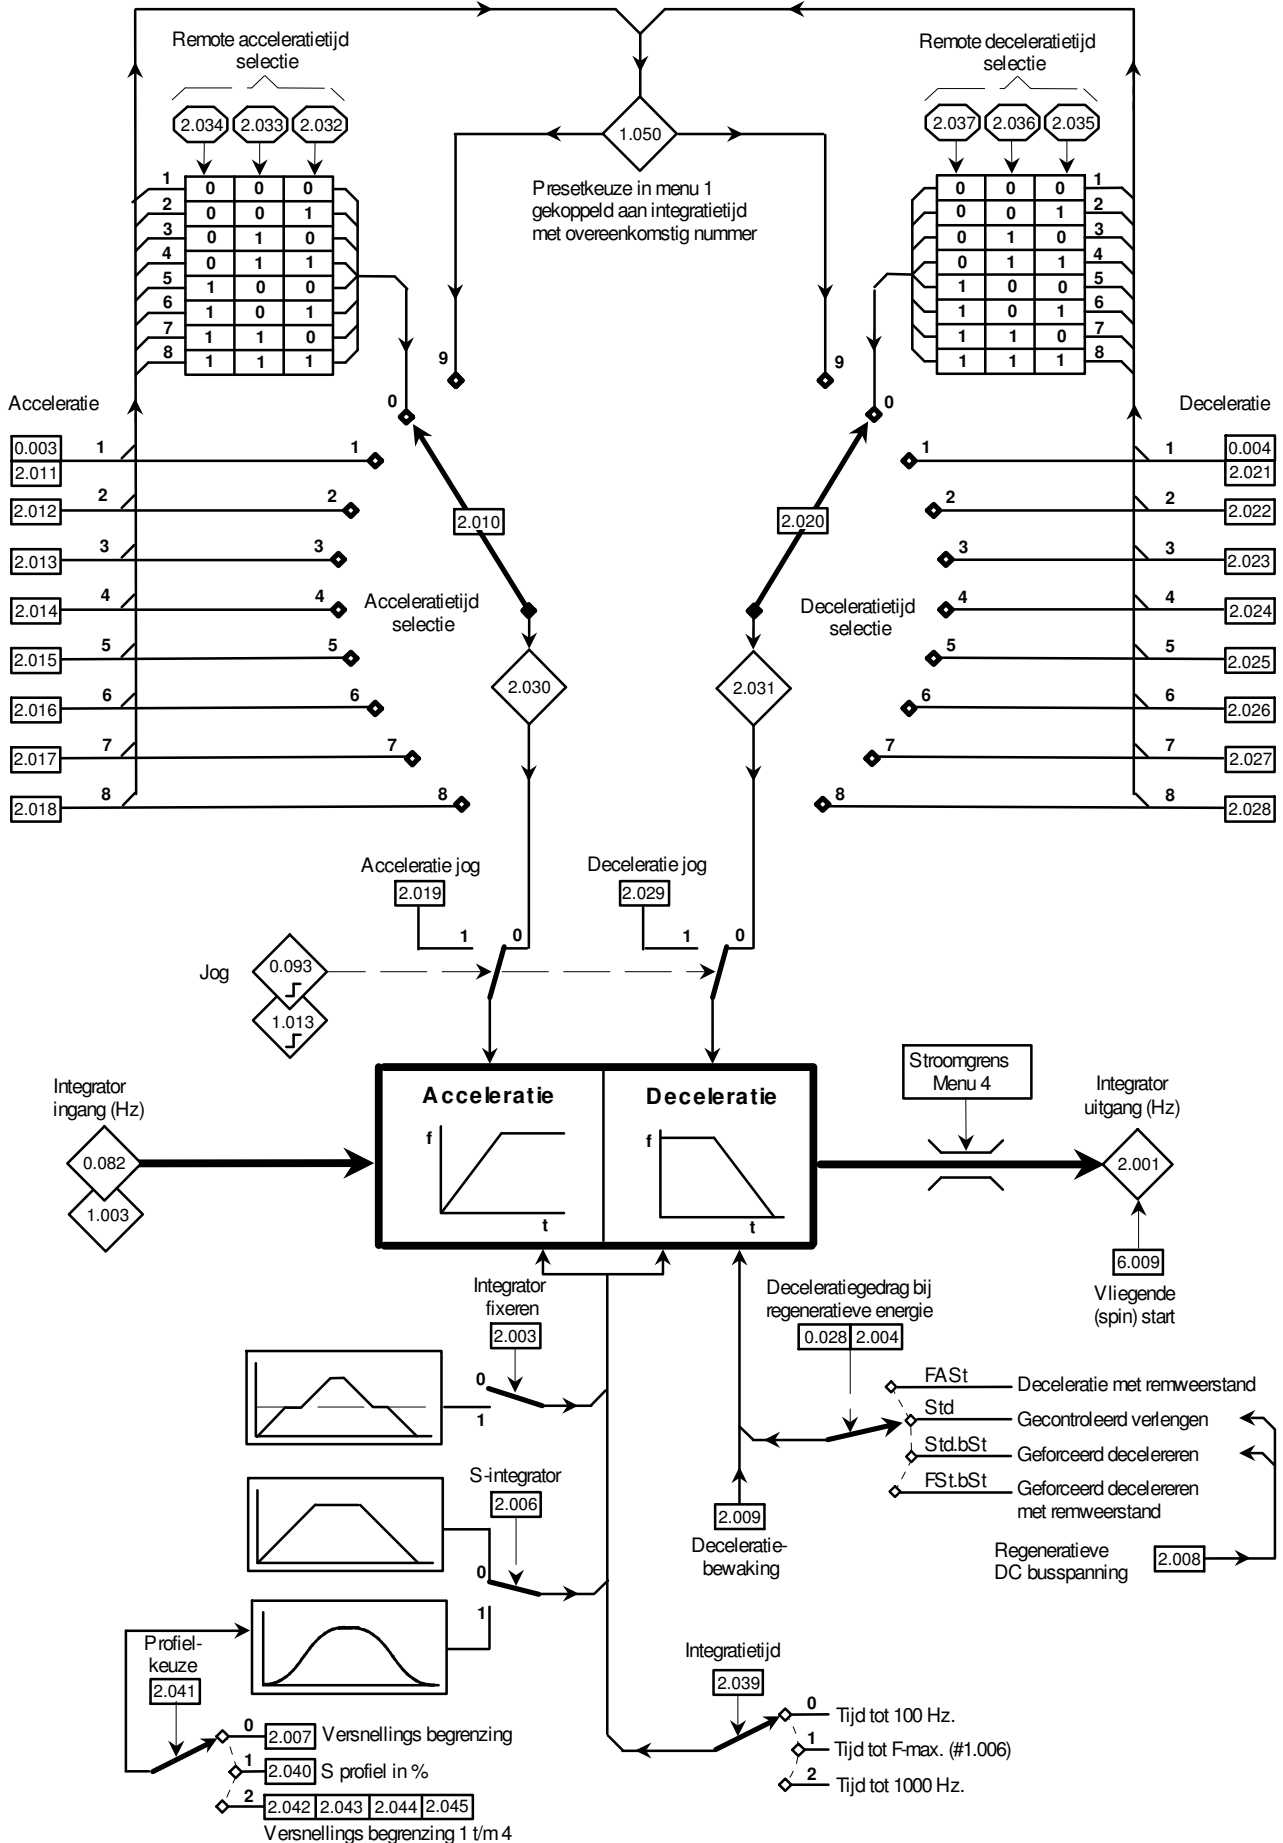 Remote acceleratietijd
selectie
Remote deceleratietijd
selectie
2.034 2.033 2.032
1.050
2.037 2.036 2.035
Presetkeuze in menu 1
gekoppeld aan integratietijd
met overeenkomstig nummer
1 0 0 0
2 0 0 1
3 0 1 0
4 0 1 1
5 1 0 0
6 1 0 1
7 1 1 0
8 1 1 1
0 0 0 1
0 0 1 2
0 1 0 3
0 1 1 4
1 0 0 5
1 0 1 6
1 1 0 7
1 1 1 8
9 9
0 0
Acceleratie
Deceleratie
0.003 1 1
2.011
2.012 2 2
2.013 3 3
2.014 4 4
2.015 5 5
2.016 6 6
2.017 7 7
2.018 8 8
1 1 0.004
2.021
2 2 2.022
3 3 2.023
4 4 2.024
5 5 2.025
6 6 2.026
7 7 2.027
8 8 2.028
2.010
2.020
Acceleratietijd
selectie
Deceleratietijd
selectie
2.030
2.031
Acceleratie jog
2.019
1 0
Deceleratie jog
2.029
1 0
Jog
0.093
1.013
Integrator
ingang (Hz)
0.082
1.003
Acceleratie
f
t
Deceleratie
f
t
Stroomgrens
Menu 4
Integrator
uitgang (Hz)
2.001
6.009
Vliegende
(spin) start
Integrator
fixeren
2.003
0
1
Deceleratiegedrag bij
regeneratieve energie
0.028 2.004
FASt Deceleratie met remweerstand
Std Gecontroleerd verlengen
Std.bSt Geforceerd decelereren
FSt.bSt Geforceerd decelereren
met remweerstand
S-integrator
2.006
0
1
2.009
Deceleratie-
bewaking
Regeneratieve
DC busspanning
2.008
Profiel-
keuze
2.041
0 2.007 Versnellings begrenzing
1 2.040 S profiel in %
2 2.042 2.043 2.044 2.045
Versnellings begrenzing 1 t/m 4
Integratietijd
2.039
0 Tijd tot 100 Hz.
1 Tijd tot F-max. (#1.006)
2 Tijd tot 1000 Hz.